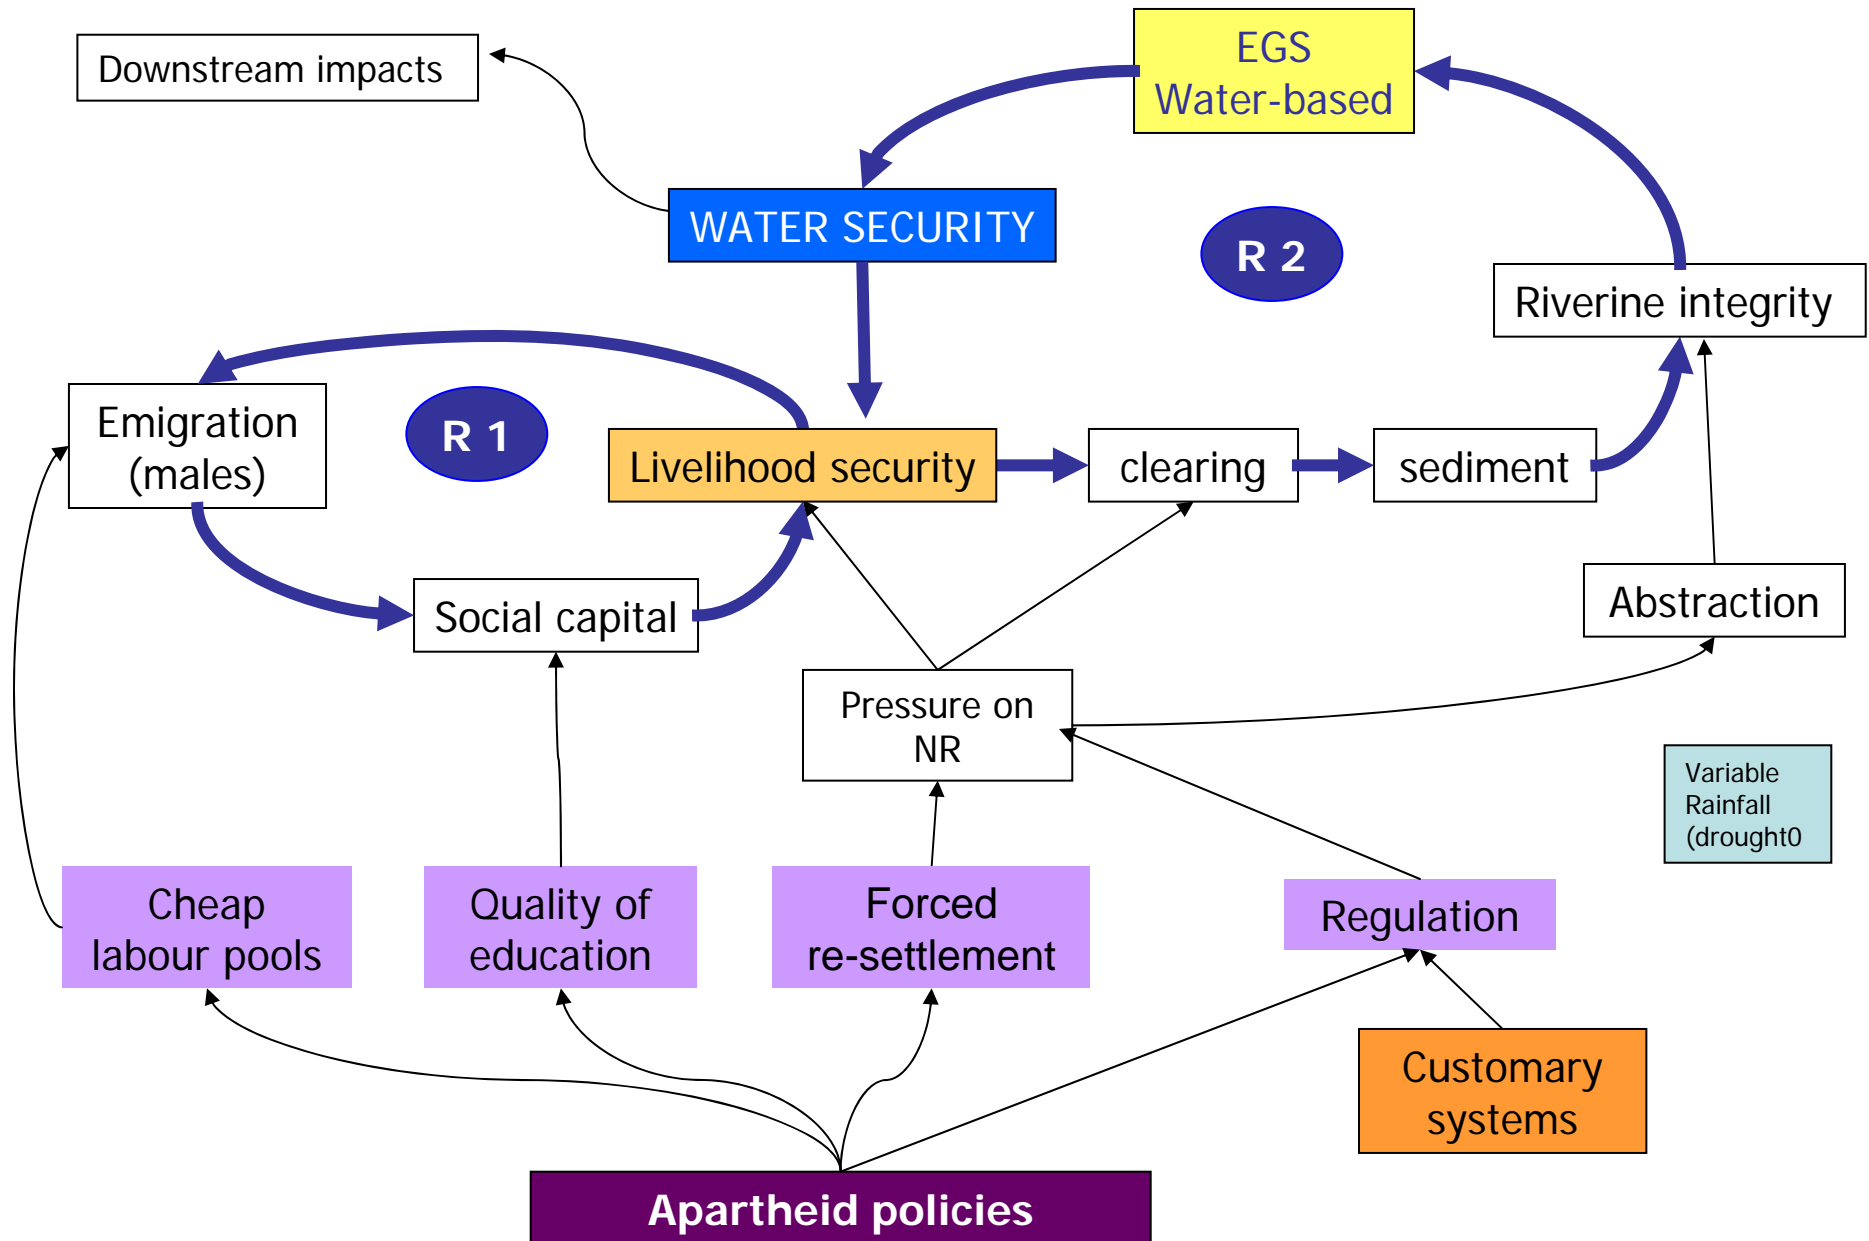 EGS
Water-based
Downstream impacts
WATER SECURITY
R 2
Riverine integrity
Emigration
(males)
R 1
Livelihood security
clearing
sediment
Social capital
Abstraction
Pressure on
NR
Variable
Rainfall
(drought0
Cheap
labour pools
Quality of
education
Forced
re-settlement
Regulation
Customary
systems
Apartheid policies